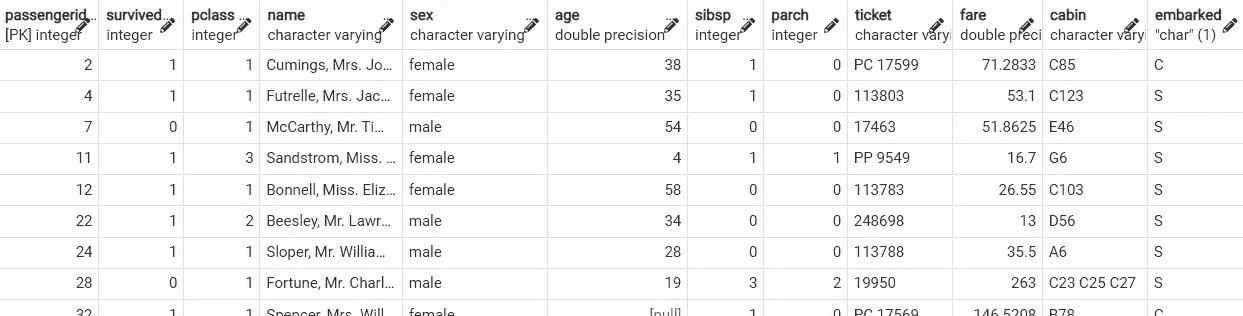 passengerid survived pclass name sex age sibsp parch ticket fare cabin embarked
[PK] integer integer integer character varying character varying double precision integer integer character varyi double preci character varyi "char" (1)
2 1 1 Cumings, Mrs. Jo... female 38 1 0 PC 17599 71.2833 C85 C
4 1 1 Futrelle, Mrs. Jac... female 35 1 0 113803 53.1 C123 S
7 0 1 McCarthy, Mr. Ti... male 54 0 0 17463 51.8625 E46 S
11 1 3 Sandstrom, Miss. ... female 4 1 1 PP 9549 16.7 G6 S
12 1 1 Bonnell, Miss. Eliz... female 58 0 0 113783 26.55 C103 S
22 1 2 Beesley, Mr. Lawr... male 34 0 0 248698 13 D56 S
24 1 1 Sloper, Mr. Willia... male 28 0 0 113788 35.5 A6 S
28 0 1 Fortune, Mr. Charl... male 19 3 2 19950 263 C23 C25 C27 S
32 1 1 Spencer, Mrs. Will... female [null] 1 0 PC 17569 146.5208 B78 C